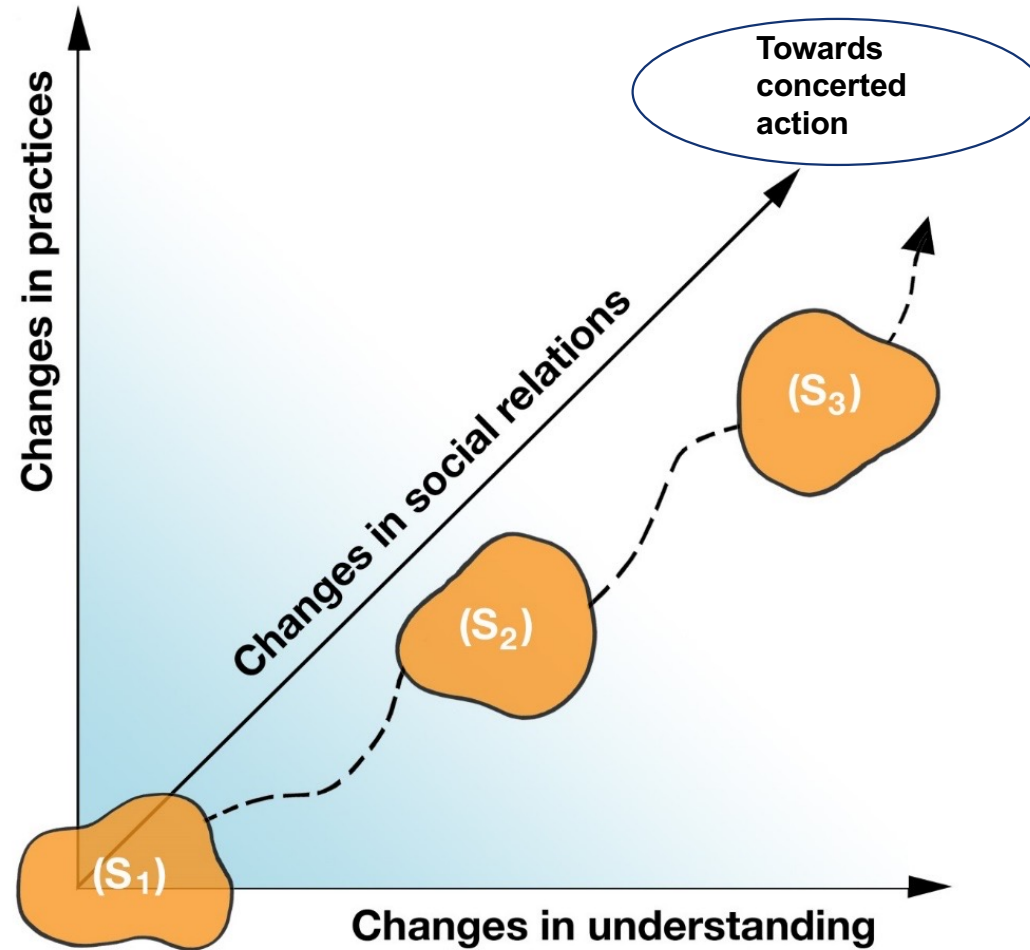 Towards
concerted
action
Changes in practices
Changes in social relations
(S₃)
(S₂)
(S₁)
Changes in understanding